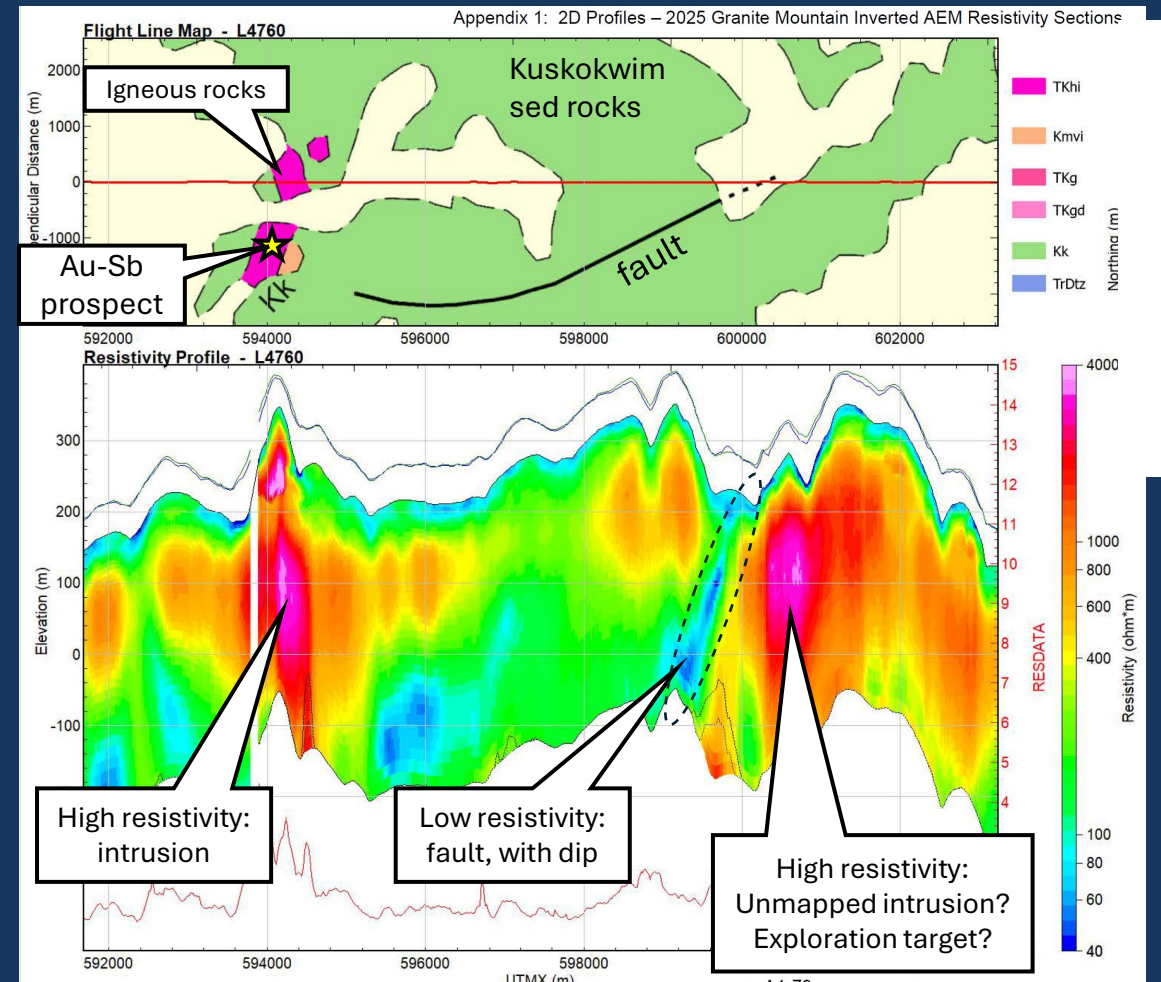 Appendix 1: 2D Profiles – 2025 Granite Mountain Inverted AEM Resistivity Sections
Flight Line Map - L4760
2000
1000
0
-1000
Igneous rocks
Kuskokwim
sed rocks
Au-Sb
prospect
Kk
fault
592000
594000
596000
598000
600000
602000
TKhi
Kmvi
TKg
TKgd
Kk
TrDtz
Northing (m)
Resistivity Profile - L4760
Elevation (m)
300
200
100
0
-100
15
14
13
12
11
10
9
8
7
6
5
4
RESDATA
4000
1000
800
600
400
100
80
60
40
Resistivity (ohm*m)
High resistivity:
intrusion
Low resistivity:
fault, with dip
High resistivity:
Unmapped intrusion?
Exploration target?
592000
594000
596000
598000
UTMX (m)